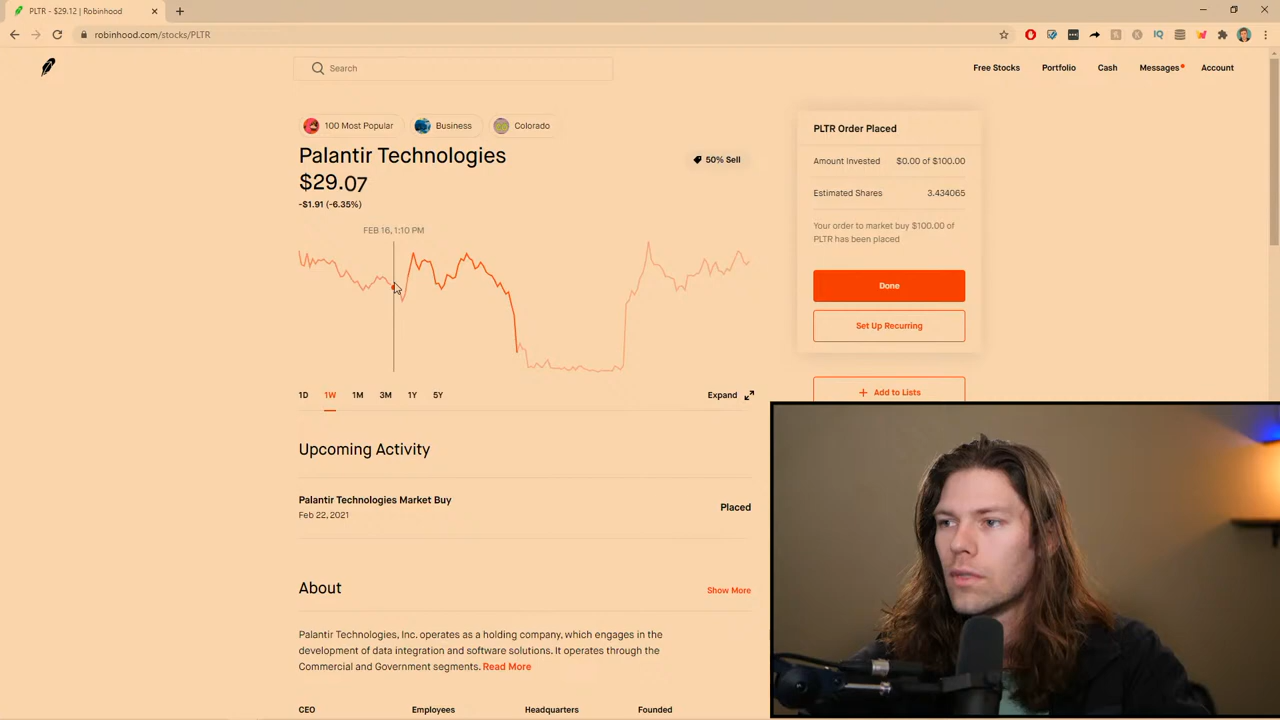 PLTR - $29.12 | Robinhood
robinhood.com/stocks/PLTR
Search
Free Stocks
Portfolio
Cash
Messages
Account
100 Most Popular
Business
Colorado
Palantir Technologies
$29.07
-$1.91 (-6.35%)
50% Sell
FEB 16, 1:10 PM
1D
1W
1M
3M
1Y
5Y
Expand
PLTR Order Placed
Amount Invested $0.00 of $100.00
Estimated Shares 3.434065
Your order to market buy $100.00 of
PLTR has been placed
Done
Set Up Recurring
+ Add to Lists
Upcoming Activity
Palantir Technologies Market Buy
Feb 22, 2021
Placed
About
Show More
Palantir Technologies, Inc. operates as a holding company, which engages in the
development of data integration and software solutions. It operates through the
Commercial and Government segments. Read More
CEO
Employees
Headquarters
Founded